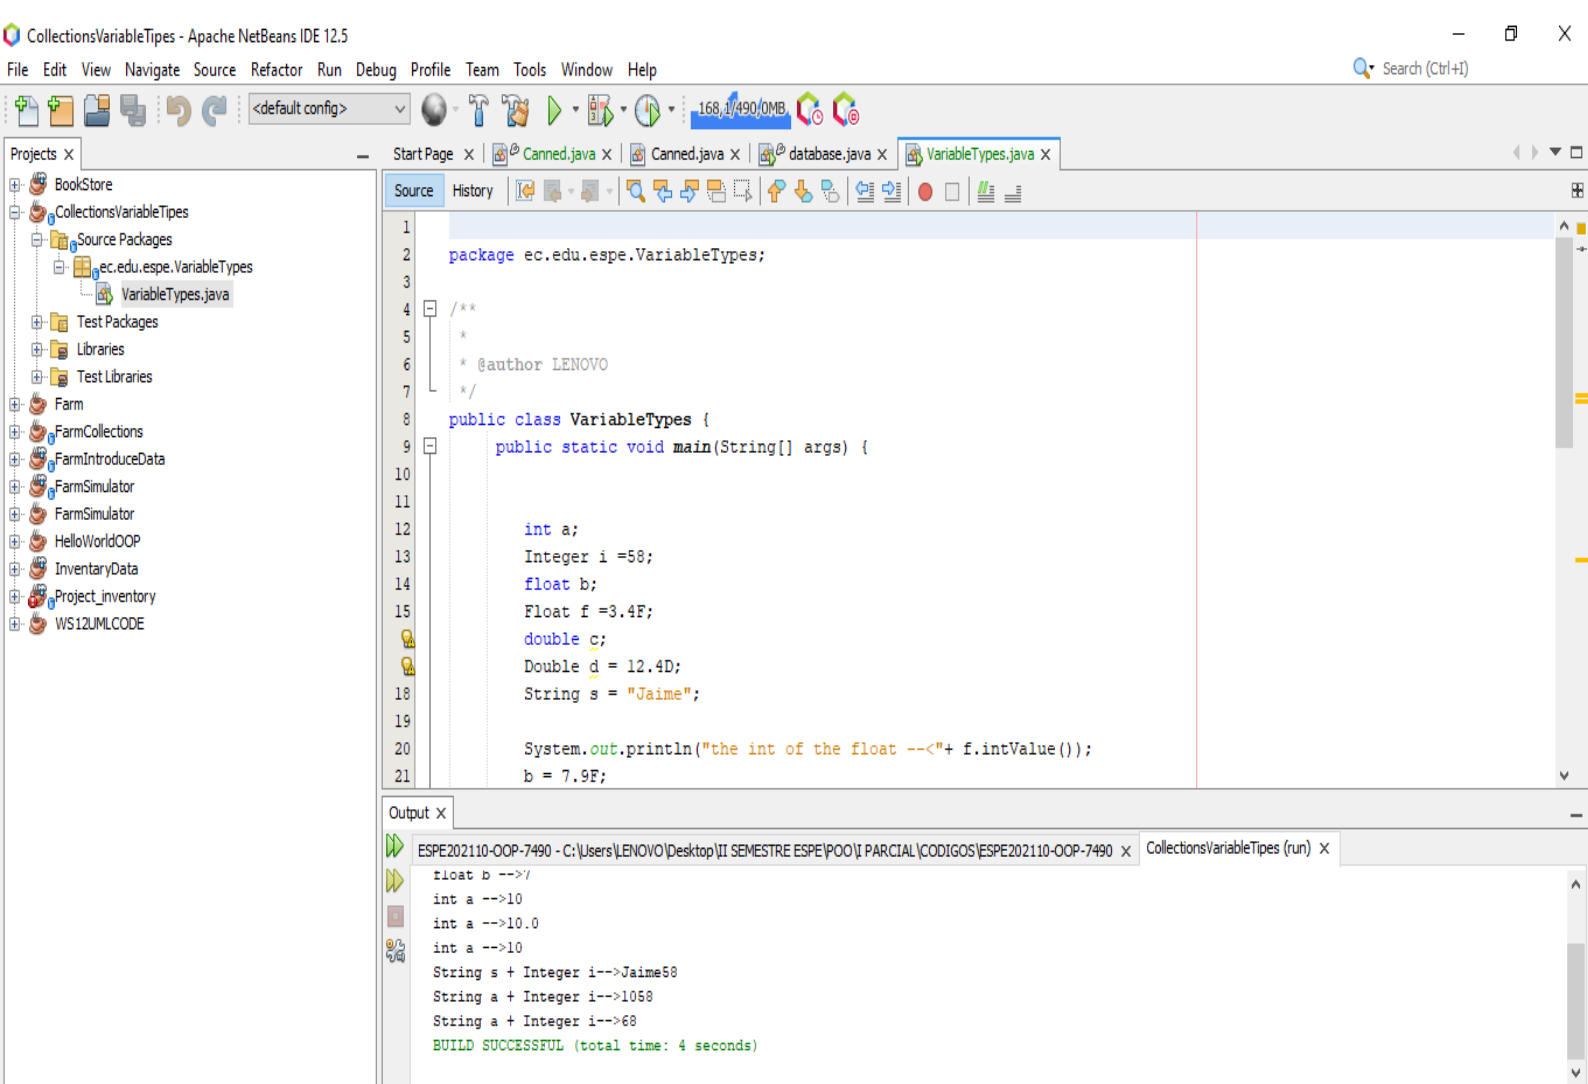 CollectionsVariableTipes - Apache NetBeans IDE 12.5
File Edit View Navigate Source Refactor Run Debug Profile Team Tools Window Help
Search (Ctrl+I)
<default config>
168,1/490,0MB
Projects
Start Page
Canned.java
Canned.java
database.java
VariableTypes.java
BookStore
CollectionsVariableTipes
Source Packages
ec.edu.espe.VariableTypes
VariableTypes.java
Test Packages
Libraries
Test Libraries
Farm
FarmCollections
FarmIntroduceData
FarmSimulator
FarmSimulator
HelloWorldOOP
InventaryData
Project_inventory
WS12UMLCODE
Source History
1
2 package ec.edu.espe.VariableTypes;
3
4 /**
5 *
6 * @author LENOVO
7 */
8 public class VariableTypes {
9 public static void main(String[] args) {
10
11
12 int a;
13 Integer i =58;
14 float b;
15 Float f =3.4F;
double c;
Double d = 12.4D;
18 String s = "Jaime";
19
20 System.out.println("the int of the float --<"+ f.intValue());
21 b = 7.9F;
Output
ESPE202110-OOP-7490 - C:\Users\LENOVO\Desktop\II SEMESTRE ESPE\POO\I PARCIAL\CODIGOS\ESPE202110-OOP-7490
CollectionsVariableTipes (run)
float b -->7
int a -->10
int a -->10.0
int a -->10
String s + Integer i-->Jaime58
String a + Integer i-->1058
String a + Integer i-->68
BUILD SUCCESSFUL (total time: 4 seconds)